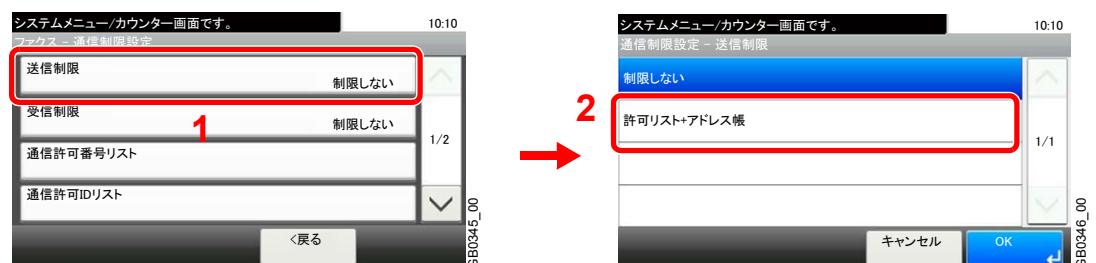 システムメニュー/カウンター画面です。 10:10
ファクス - 通信制限設定
送信制限
制限しない
受信制限
制限しない
1
1/2
通信許可番号リスト
通信許可IDリスト
<戻る
GB0345_00
システムメニュー/カウンター画面です。 10:10
通信制限設定 - 送信制限
制限しない
2
許可リスト+アドレス帳
1/1
キャンセル OK
GB0346_00